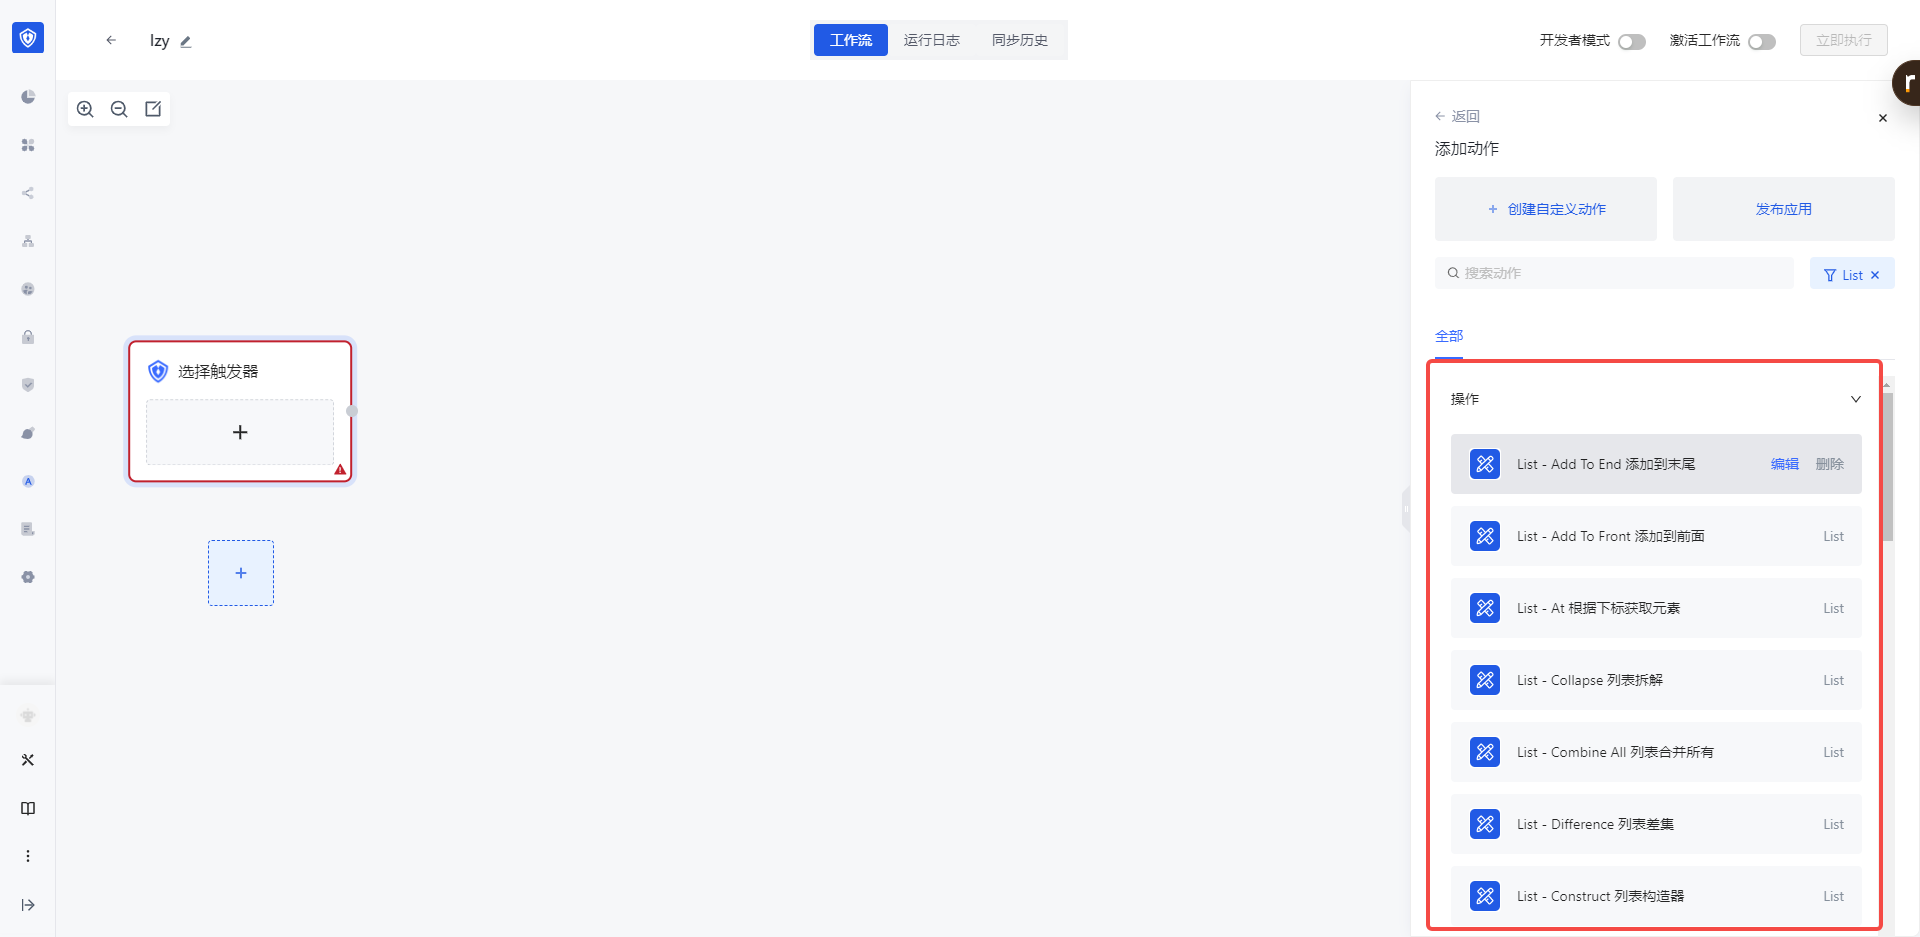 lzy
工作流
运行日志
同步历史
开发者模式
激活工作流
立即执行
返回
添加动作
+ 创建自定义动作
发布应用
搜索动作
List
全部
操作
List - Add To End 添加到末尾
编辑
删除
List - Add To Front 添加到前面
List
List - At 根据下标获取元素
List
List - Collapse 列表拆解
List
List - Combine All 列表合并所有
List
List - Difference 列表差集
List
List - Construct 列表构造器
List
选择触发器
A
r